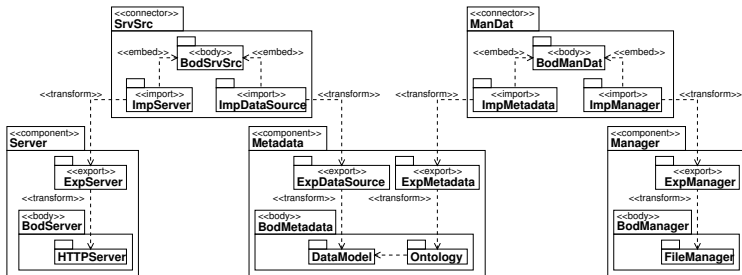 <<connector>>
SrvSrc
<<connector>>
ManDat
<<embed>>
<<body>>
BodSrvSrc
<<embed>>
<<embed>>
<<body>>
BodManDat
<<embed>>
<<transform>>
<<import>>
ImpServer
<<import>>
ImpDataSource
<<transform>>
<<transform>>
<<import>>
ImpMetadata
<<import>>
ImpManager
<<transform>>
<<component>>
Server
<<component>>
Metadata
<<component>>
Manager
<<export>>
ExpServer
<<export>>
ExpDataSource
<<export>>
ExpMetadata
<<export>>
ExpManager
<<transform>>
<<transform>>
<<transform>>
<<transform>>
<<body>>
BodServer
<<body>>
BodMetadata
<<body>>
BodManager
HTTPServer
DataModel
Ontology
FileManager